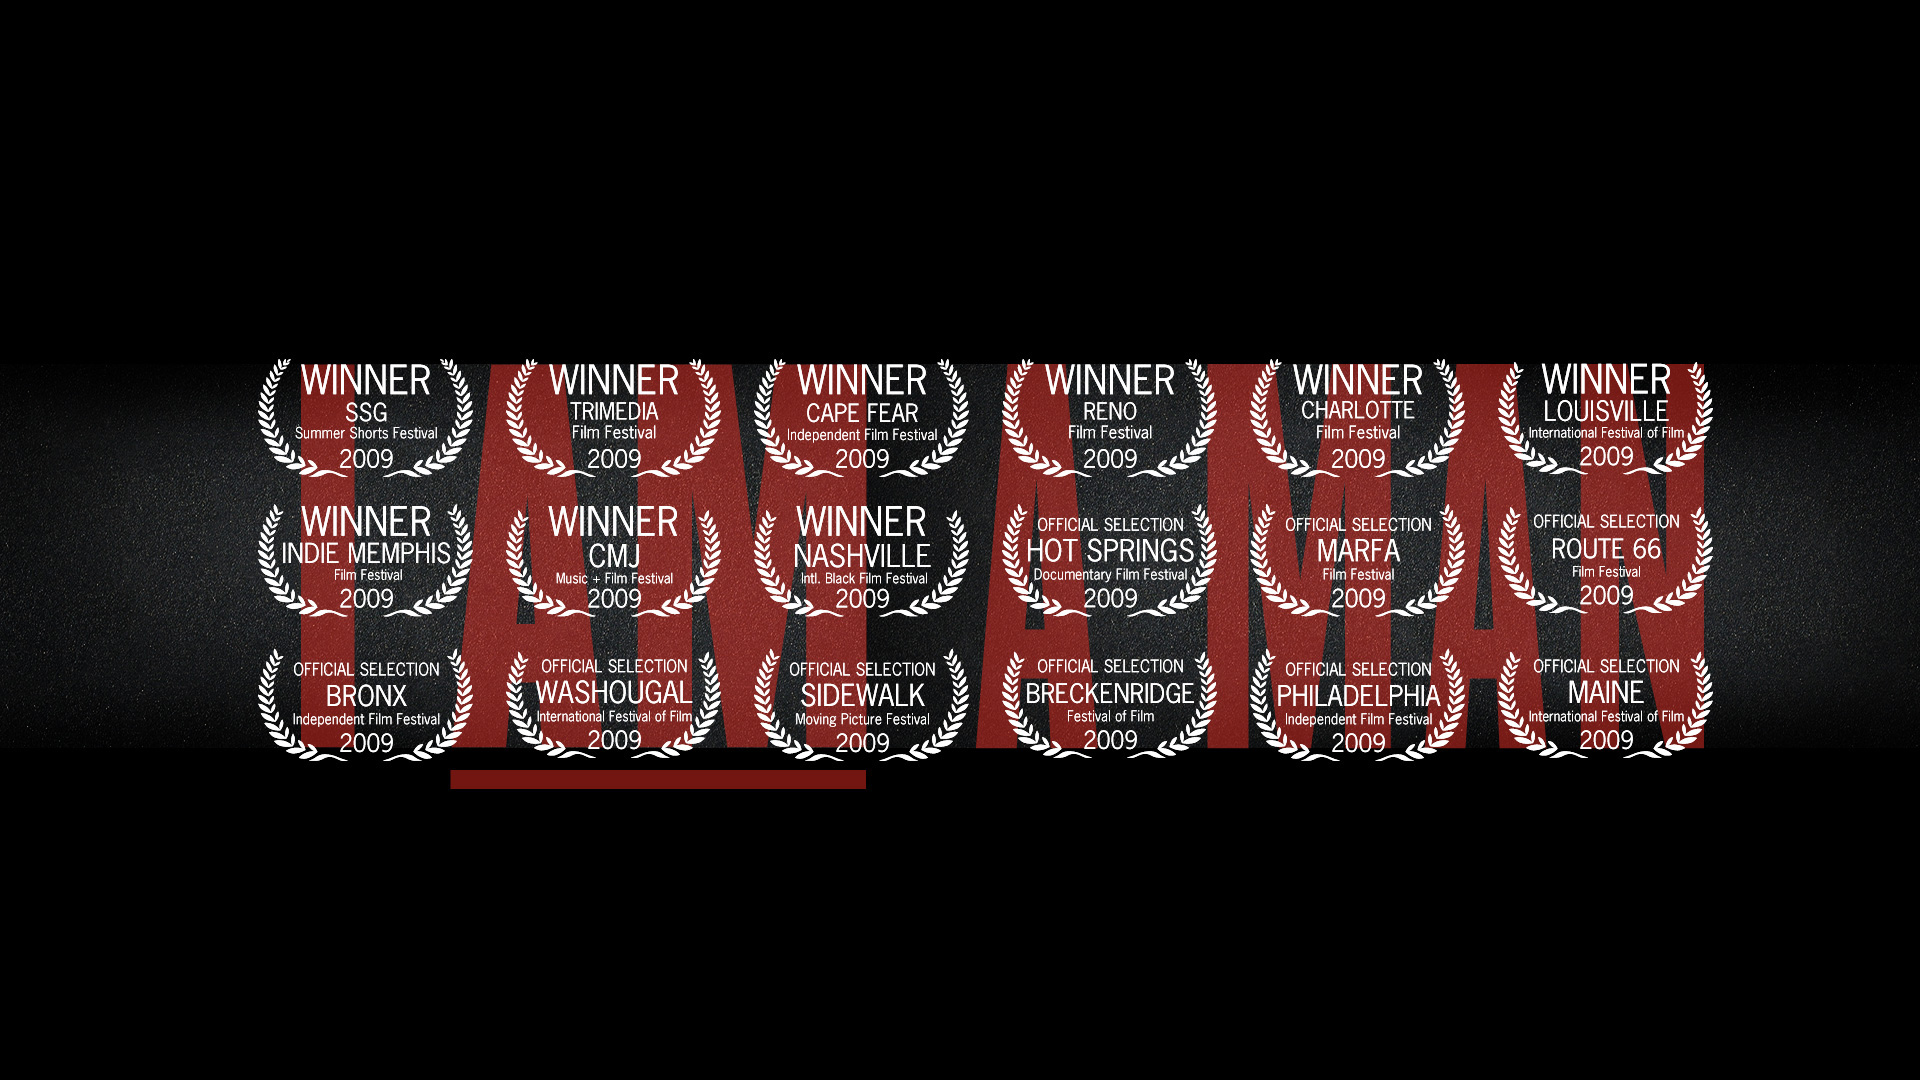 I AM A MAN
WINNER
SSG
Summer Shorts Festival
2009
WINNER
TRIMEDIA
Film Festival
2009
WINNER
CAPE FEAR
Independent Film Festival
2009
WINNER
RENO
Film Festival
2009
WINNER
CHARLOTTE
Film Festival
2009
WINNER
LOUISVILLE
International Festival of Film
2009
WINNER
INDIE MEMPHIS
Film Festival
2009
WINNER
CMJ
Music + Film Festival
2009
WINNER
NASHVILLE
Intl. Black Film Festival
2009
OFFICIAL SELECTION
HOT SPRINGS
Documentary Film Festival
2009
OFFICIAL SELECTION
MARFA
Film Festival
2009
OFFICIAL SELECTION
ROUTE 66
Film Festival
2009
OFFICIAL SELECTION
BRONX
Independent Film Festival
2009
OFFICIAL SELECTION
WASHOUGAL
International Festival of Film
2009
OFFICIAL SELECTION
SIDEWALK
Moving Picture Festival
2009
OFFICIAL SELECTION
BRECKENRIDGE
Festival of Film
2009
OFFICIAL SELECTION
PHILADELPHIA
Independent Film Festival
2009
OFFICIAL SELECTION
MAINE
International Festival of Film
2009